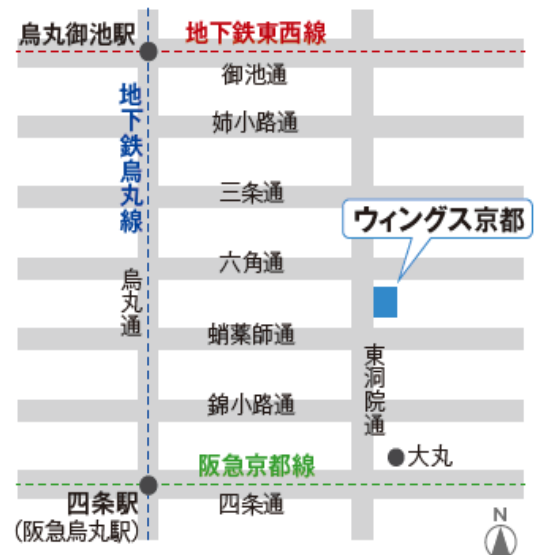 烏丸御池駅
地下鉄東西線
御池通
地下鉄烏丸線
姉小路通
三条通
ウィングス京都
六角通
烏丸通
蛸薬師通
東洞院通
錦小路通
大丸
阪急京都線
四条駅
(阪急烏丸駅)
四条通
N